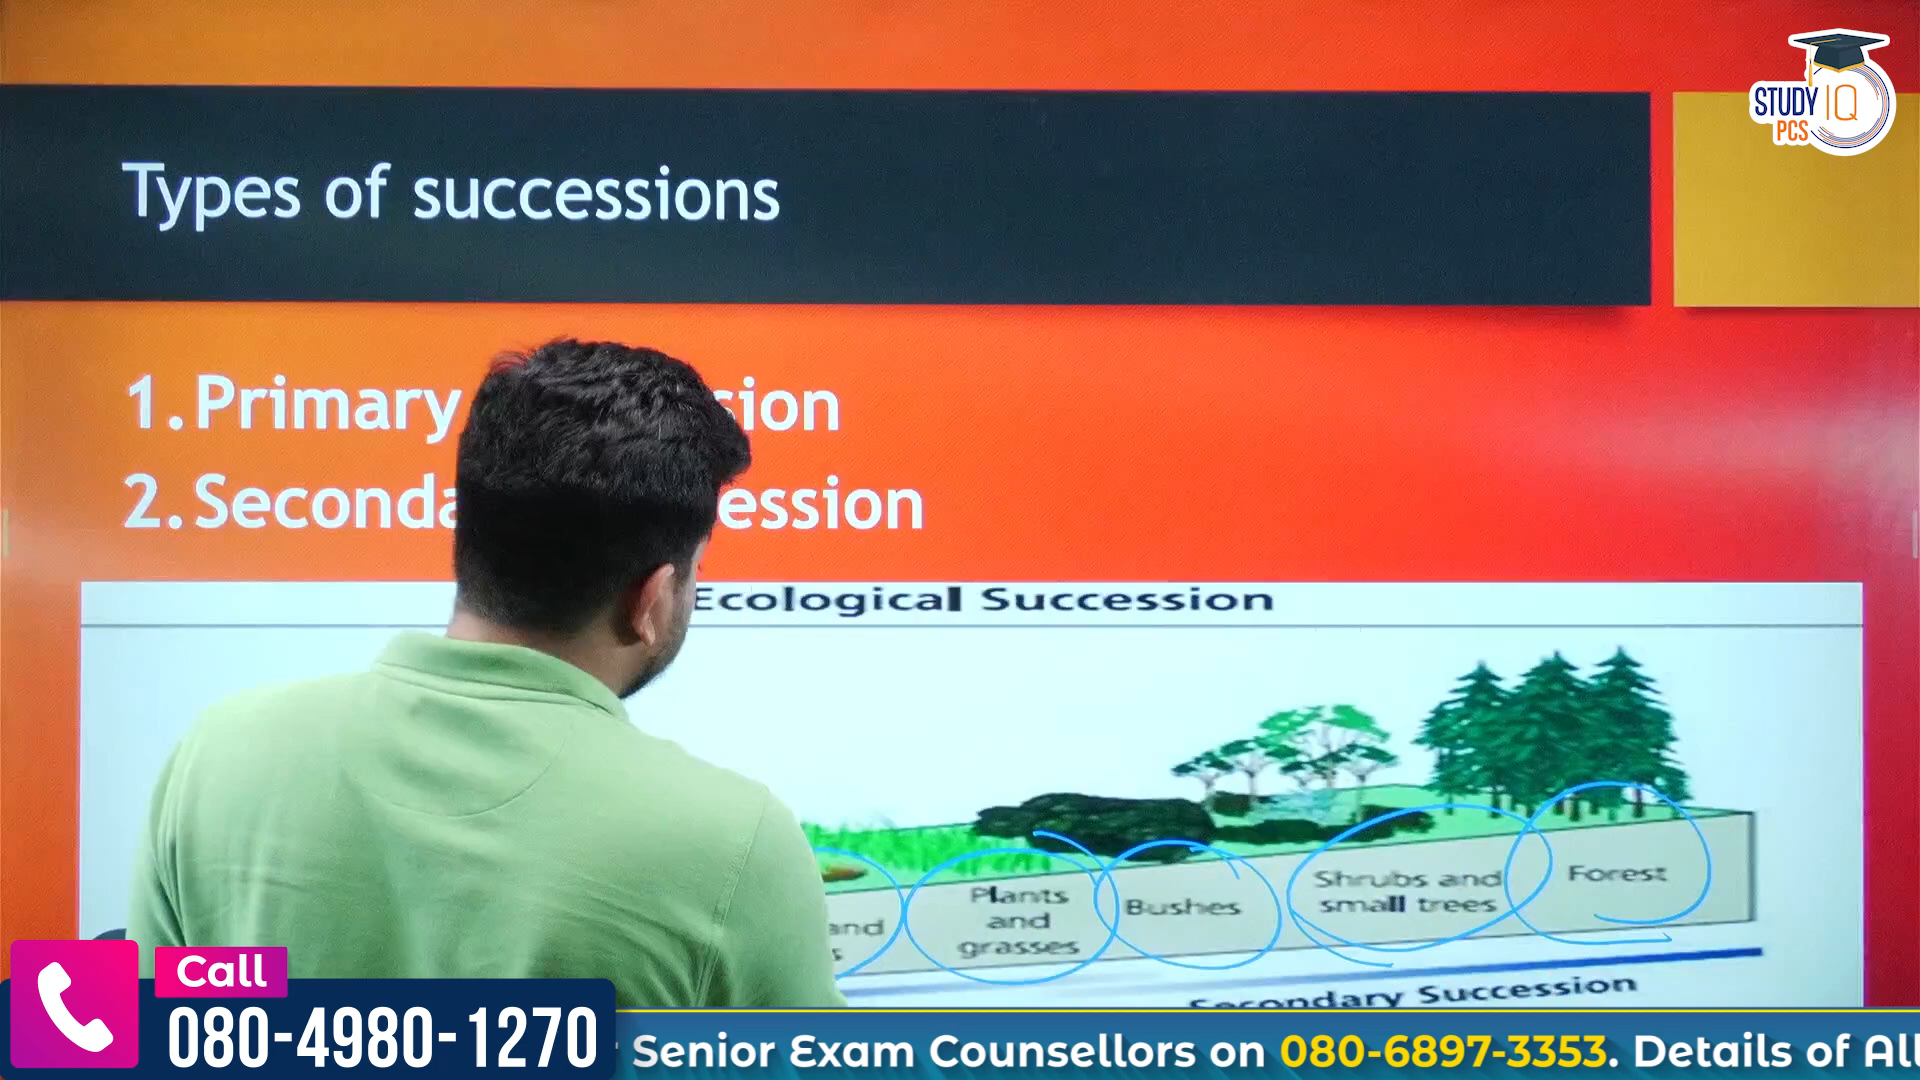 STUDY IQ
PCS
Types of successions
1. Primary sion
2. Seconda ession
Ecological Succession
Plants
and
grasses
Bushes
Shrubs and
small trees
Forest
and
s
Secondary Succession
Call
080-4980-1270
Senior Exam Counsellors on 080-6897-3353. Details of All